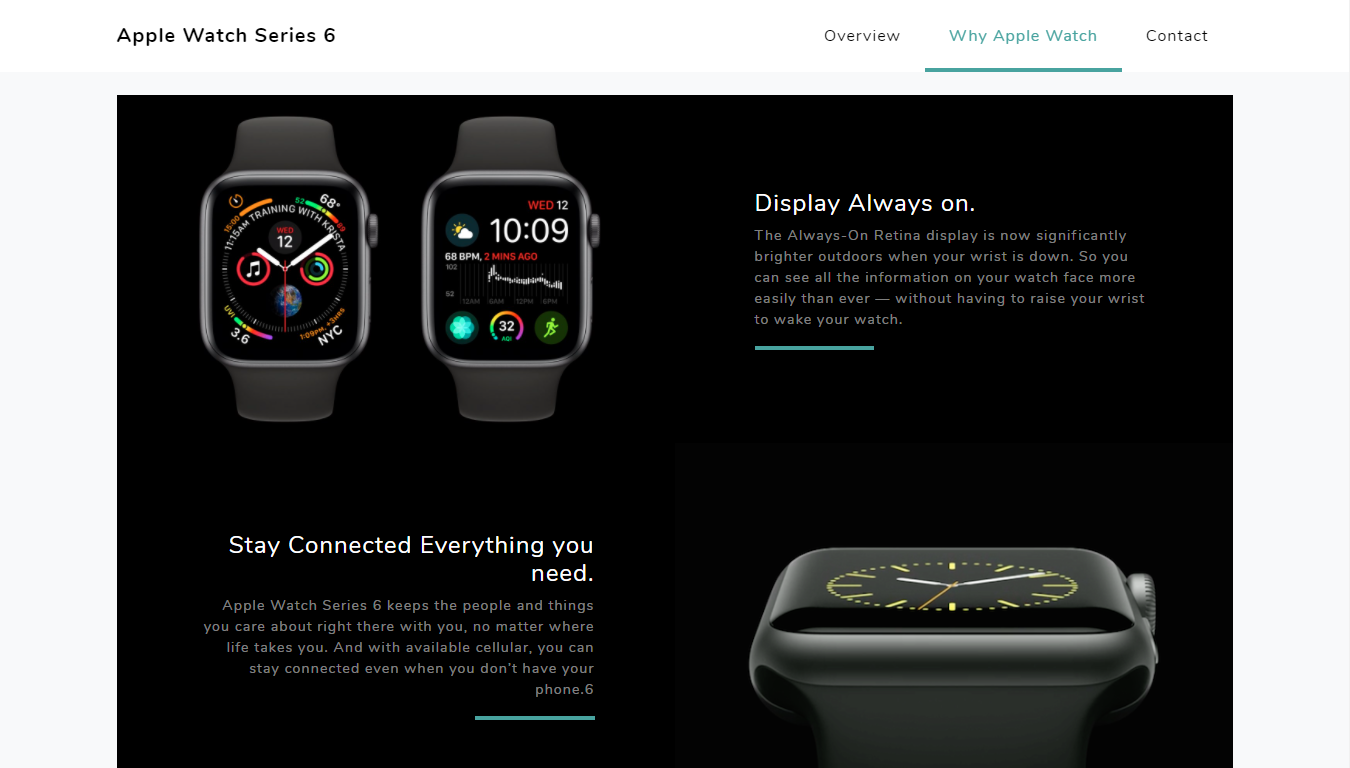 Apple Watch Series 6
Overview
Why Apple Watch
Contact
15:00
11:15AM TRAINING WITH KRISTA
52
68°
69
WED
12
UVI
3.6
1:09PM, +3HRS
NYC
WED 12
10:09
68 BPM, 2 MINS AGO
102
52
12AM
6AM
12PM
6PM
32
AQI
Display Always on.
The Always-On Retina display is now significantly
brighter outdoors when your wrist is down. So you
can see all the information on your watch face more
easily than ever — without having to raise your wrist
to wake your watch.
Stay Connected Everything you
need.
Apple Watch Series 6 keeps the people and things
you care about right there with you, no matter where
life takes you. And with available cellular, you can
stay connected even when you don't have your
phone.6